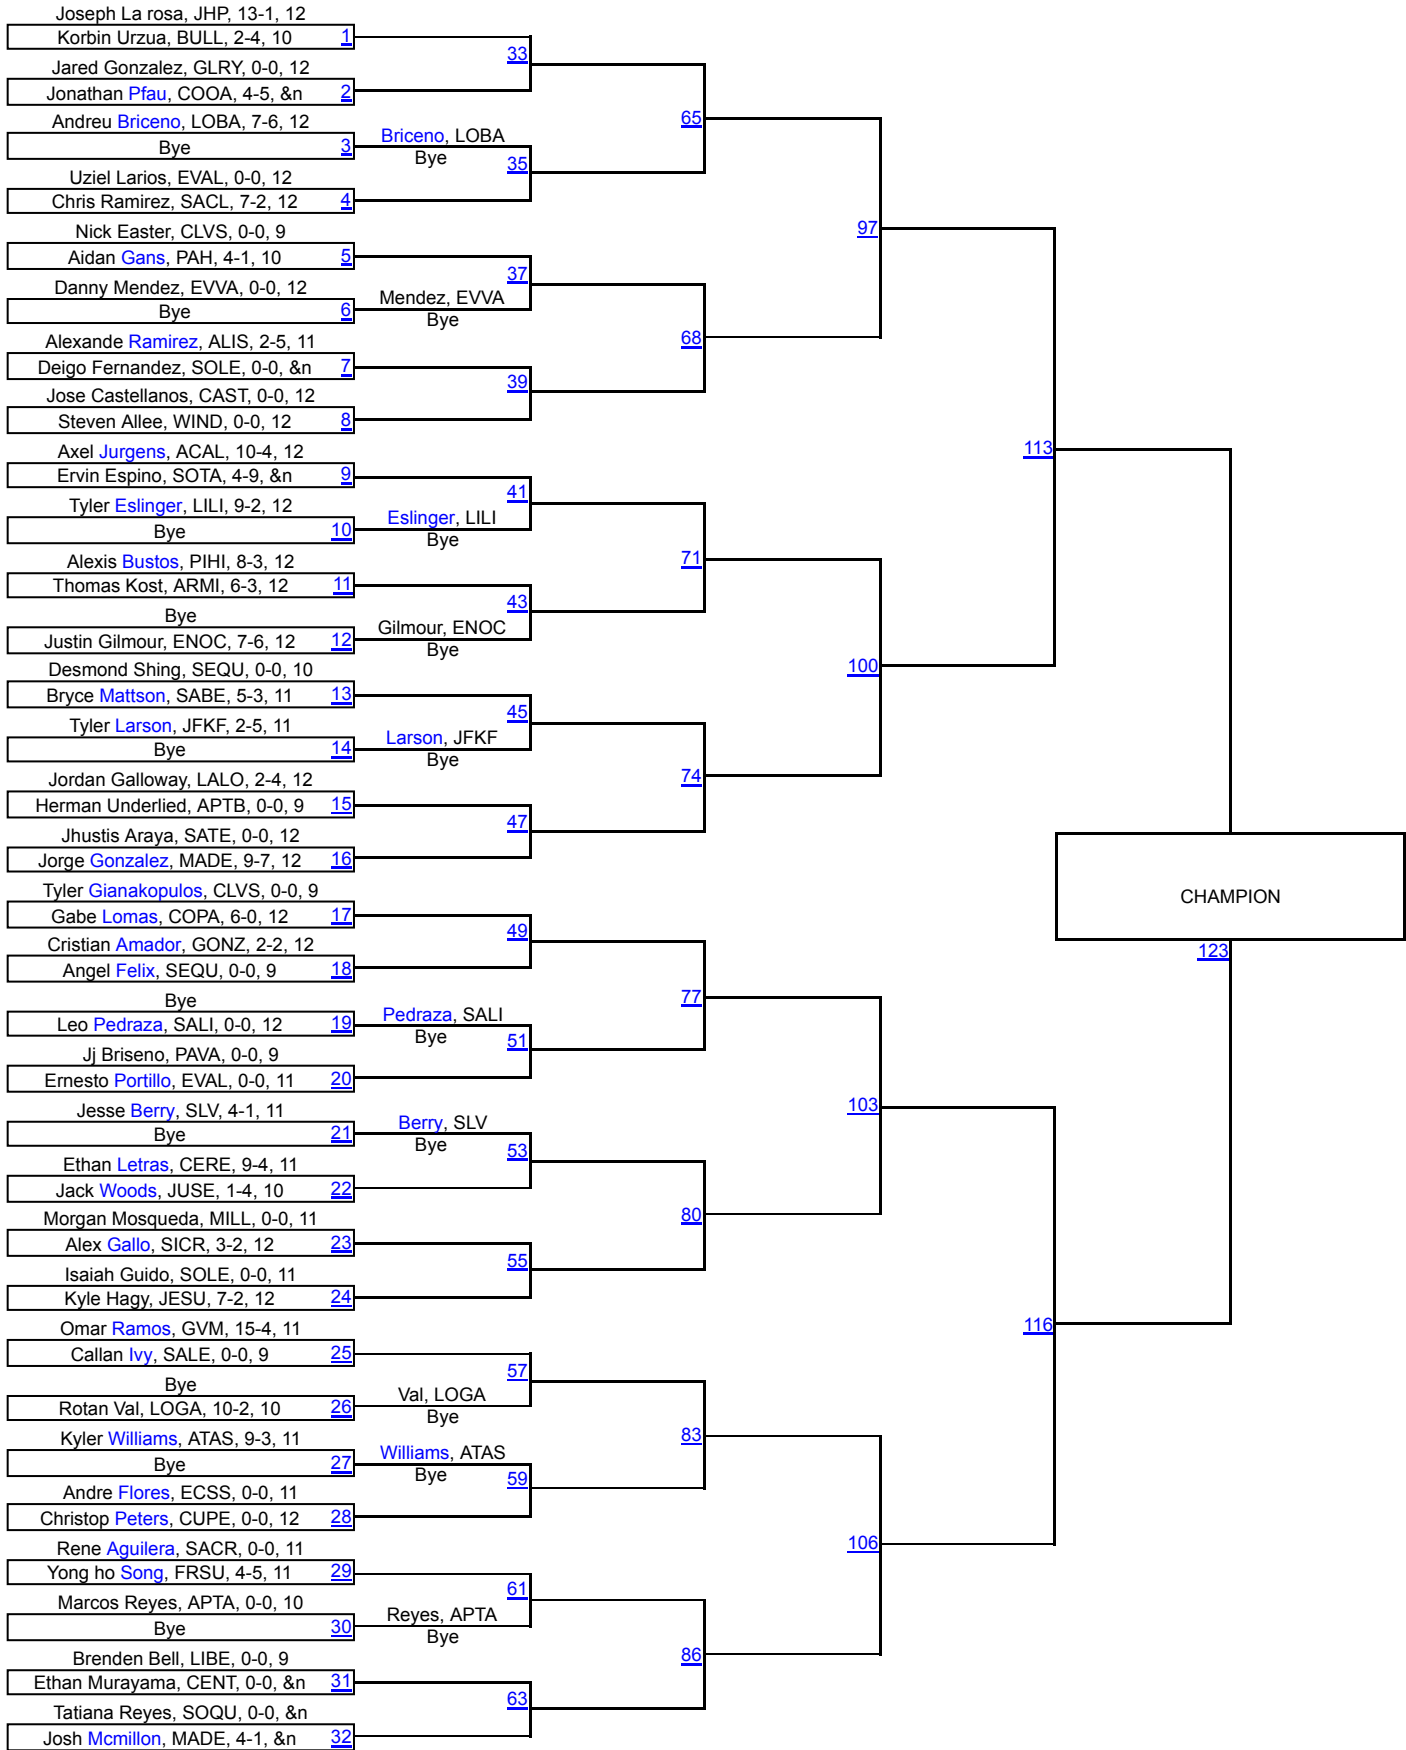 Joseph La rosa, JHP, 13-1, 12
Korbin Urzua, BULL, 2-4, 10 1
33
Jared Gonzalez, GLRY, 0-0, 12
Jonathan Pfau, COOA, 4-5, &n 2
65
Andreu Briceno, LOBA, 7-6, 12
Bye 3
Briceno, LOBA
Bye
35
Uziel Larios, EVAL, 0-0, 12
Chris Ramirez, SACL, 7-2, 12 4
97
Nick Easter, CLVS, 0-0, 9
Aidan Gans, PAH, 4-1, 10 5
37
Danny Mendez, EVVA, 0-0, 12
Bye 6
Mendez, EVVA
Bye
68
Alexande Ramirez, ALIS, 2-5, 11
Deigo Fernandez, SOLE, 0-0, &n 7
39
Jose Castellanos, CAST, 0-0, 12
Steven Allee, WIND, 0-0, 12 8
113
Axel Jurgens, ACAL, 10-4, 12
Ervin Espino, SOTA, 4-9, &n 9
41
Tyler Eslinger, LILI, 9-2, 12
Bye 10
Eslinger, LILI
Bye
71
Alexis Bustos, PIHI, 8-3, 12
Thomas Kost, ARMI, 6-3, 12 11
43
Bye
Justin Gilmour, ENOC, 7-6, 12 12
Gilmour, ENOC
Bye
100
Desmond Shing, SEQU, 0-0, 10
Bryce Mattson, SABE, 5-3, 11 13
45
Tyler Larson, JFKF, 2-5, 11
Bye 14
Larson, JFKF
Bye
74
Jordan Galloway, LALO, 2-4, 12
Herman Underlied, APTB, 0-0, 9 15
47
Jhustis Araya, SATE, 0-0, 12
Jorge Gonzalez, MADE, 9-7, 12 16
CHAMPION
123
Tyler Gianakopulos, CLVS, 0-0, 9
Gabe Lomas, COPA, 6-0, 12 17
49
Cristian Amador, GONZ, 2-2, 12
Angel Felix, SEQU, 0-0, 9 18
77
Bye
Leo Pedraza, SALI, 0-0, 12 19
Pedraza, SALI
Bye
51
Jj Briseno, PAVA, 0-0, 9
Ernesto Portillo, EVAL, 0-0, 11 20
103
Jesse Berry, SLV, 4-1, 11
Bye 21
Berry, SLV
Bye
53
Ethan Letras, CERE, 9-4, 11
Jack Woods, JUSE, 1-4, 10 22
80
Morgan Mosqueda, MILL, 0-0, 11
Alex Gallo, SICR, 3-2, 12 23
55
Isaiah Guido, SOLE, 0-0, 11
Kyle Hagy, JESU, 7-2, 12 24
116
Omar Ramos, GVM, 15-4, 11
Callan Ivy, SALE, 0-0, 9 25
57
Bye
Rotan Val, LOGA, 10-2, 10 26
Val, LOGA
Bye
83
Kyler Williams, ATAS, 9-3, 11
Bye 27
Williams, ATAS
Bye
59
Andre Flores, ECSS, 0-0, 11
Christop Peters, CUPE, 0-0, 12 28
106
Rene Aguilera, SACR, 0-0, 11
Yong ho Song, FRSU, 4-5, 11 29
61
Marcos Reyes, APTA, 0-0, 10
Bye 30
Reyes, APTA
Bye
86
Brenden Bell, LIBE, 0-0, 9
Ethan Murayama, CENT, 0-0, &n 31
63
Tatiana Reyes, SOQU, 0-0, &n
Josh Mcmillon, MADE, 4-1, &n 32